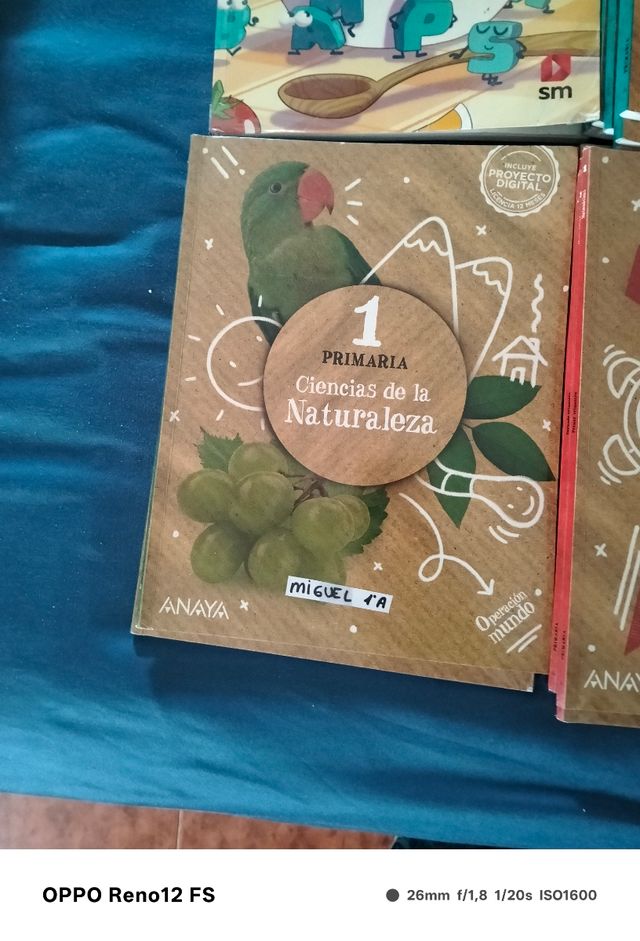 sm
INCLUYE
PROYECTO
DIGITAL
LICENCIA 12 MESES
1
PRIMARIA
Ciencias de la
Naturaleza
MIGUEL 1ºA
ANAYA
Operación
mundo
ANAY
OPPO Reno12 FS
26mm f/1,8 1/20s ISO1600